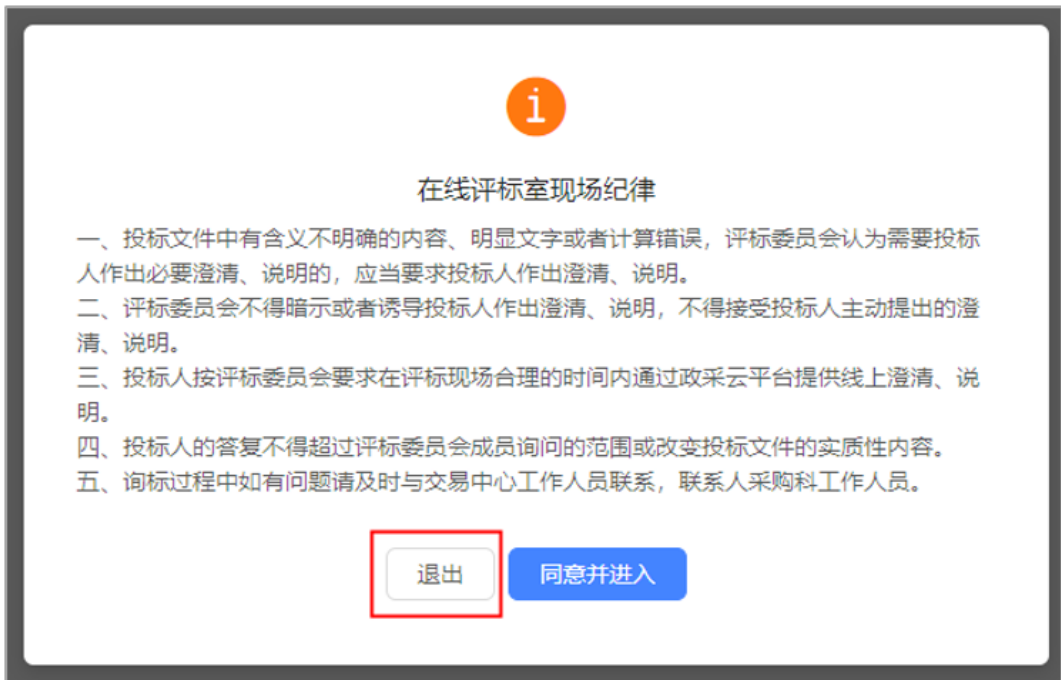 i
在线评标室现场纪律
一、投标文件中有含义不明确的内容、明显文字或者计算错误，评标委员会认为需要投标
人作出必要澄清、说明的，应当要求投标人作出澄清、说明。
二、评标委员会不得暗示或者诱导投标人作出澄清、说明，不得接受投标人主动提出的澄
清、说明。
三、投标人按评标委员会要求在评标现场合理的时间内通过政采云平台提供线上澄清、说
明。
四、投标人的答复不得超过评标委员会成员询问的范围或改变投标文件的实质性内容。
五、询标过程中如有问题请及时与交易中心工作人员联系，联系人采购科工作人员。
退出 同意并进入